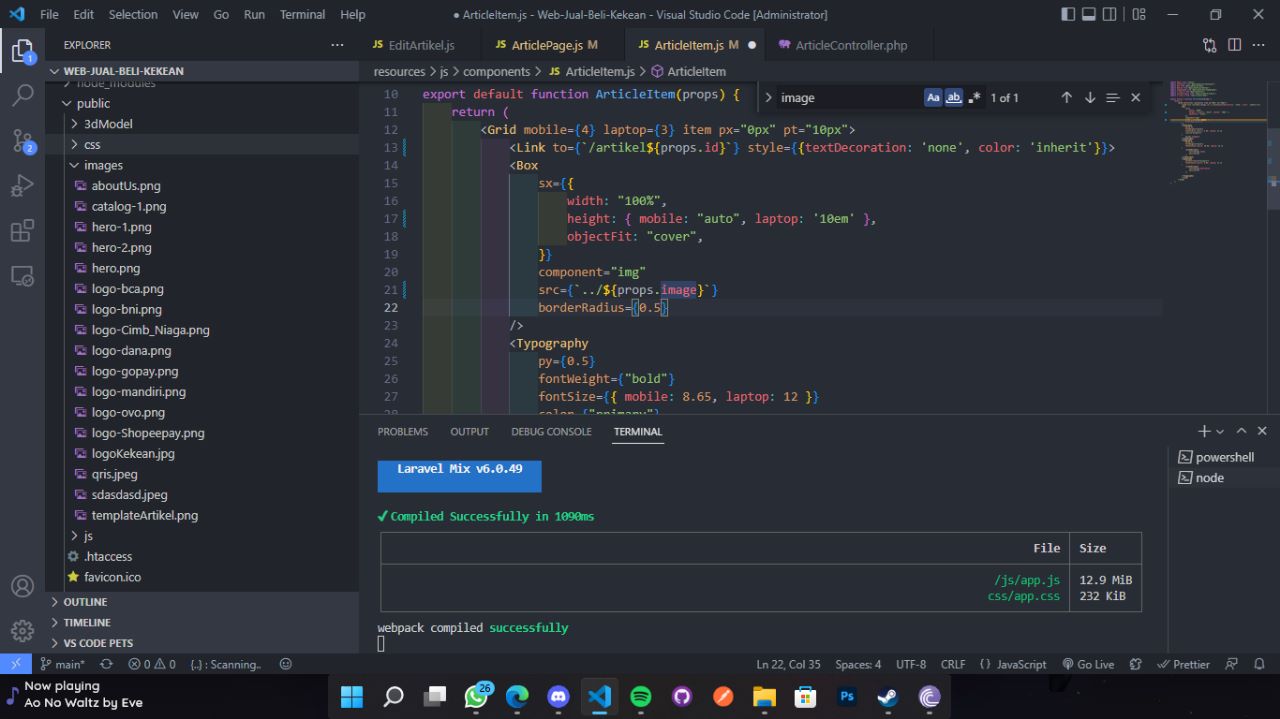 File Edit Selection View Go Run Terminal Help
● ArticleItem.js - Web-Jual-Beli-Kekean - Visual Studio Code [Administrator]
EXPLORER
WEB-JUAL-BELI-KEKEAN
node_modules
public
3dModel
css
images
aboutUs.png
catalog-1.png
hero-1.png
hero-2.png
hero.png
logo-bca.png
logo-bni.png
logo-Cimb_Niaga.png
logo-dana.png
logo-gopay.png
logo-mandiri.png
logo-ovo.png
logo-Shopeepay.png
logoKekean.jpg
qris.jpeg
sdasdasd.jpeg
templateArtikel.png
js
.htaccess
favicon.ico
OUTLINE
TIMELINE
VS CODE PETS
1
2
JS EditArtikel.js
JS ArticlePage.js M
JS ArticleItem.js M ●
ArticleController.php
resources > js > components > JS ArticleItem.js > ArticleItem
image
Aa ab .* 1 of 1
10 export default function ArticleItem(props) {
11 return (
12 <Grid mobile={4} laptop={3} item px="0px" pt="10px">
13 <Link to={`/artikel${props.id}`} style={{textDecoration: 'none', color: 'inherit'}}>
14 <Box
15 sx={{
16 width: "100%",
17 height: { mobile: "auto", laptop: '10em' },
18 objectFit: "cover",
19 }}
20 component="img"
21 src={`../${props.image}`}
22 borderRadius={0.5}
23 />
24 <Typography
25 py={0.5}
26 fontWeight={"bold"}
27 fontSize={{ mobile: 8.65, laptop: 12 }}
28 color={"primary"}
PROBLEMS OUTPUT DEBUG CONSOLE TERMINAL
powershell
node
Laravel Mix v6.0.49
✔ Compiled Successfully in 1090ms
File Size
/js/app.js 12.9 MiB
css/app.css 232 KiB
webpack compiled successfully
main* 0 0 {..} : Scanning..
Ln 22, Col 35 Spaces: 4 UTF-8 CRLF {} JavaScript Go Live Prettier
Now playing
Ao No Waltz by Eve
26
Ps